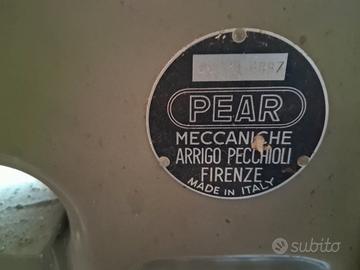 PEAR
MECCANICHE
ARRIGO PECCHIOLI
FIRENZE
MADE IN ITALY
subito